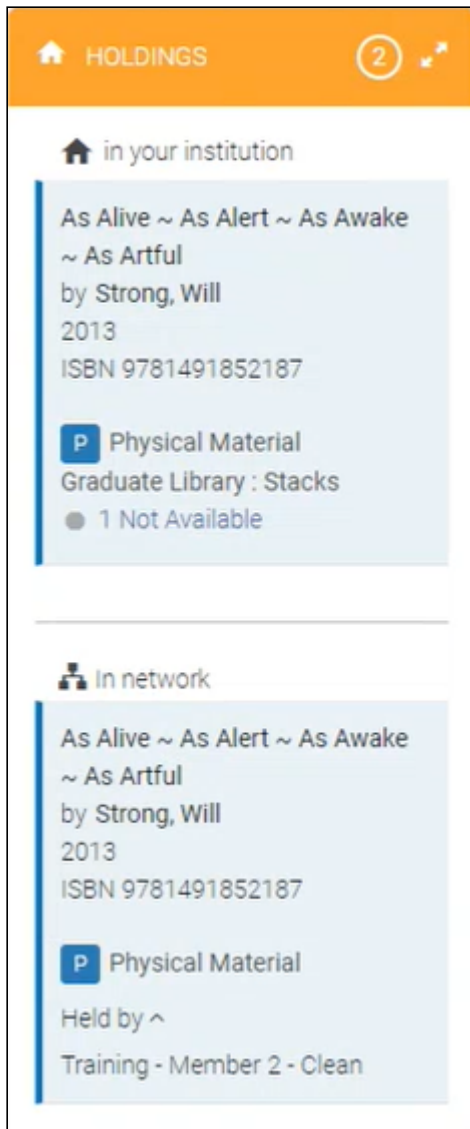 HOLDINGS 2
in your institution
As Alive ~ As Alert ~ As Awake
~ As Artful
by Strong, Will
2013
ISBN 9781491852187
P Physical Material
Graduate Library : Stacks
1 Not Available
In network
As Alive ~ As Alert ~ As Awake
~ As Artful
by Strong, Will
2013
ISBN 9781491852187
P Physical Material
Held by
Training - Member 2 - Clean